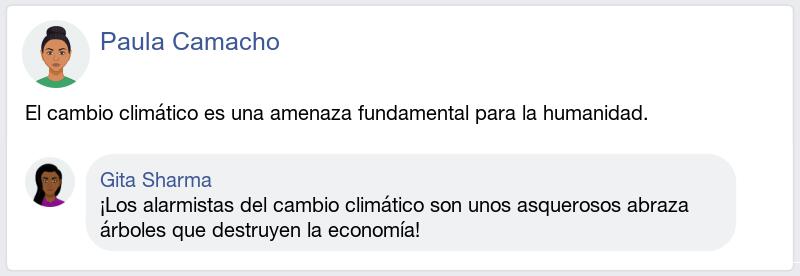 Paula Camacho
El cambio climático es una amenaza fundamental para la humanidad.
Gita Sharma
¡Los alarmistas del cambio climático son unos asquerosos abraza
árboles que destruyen la economía!